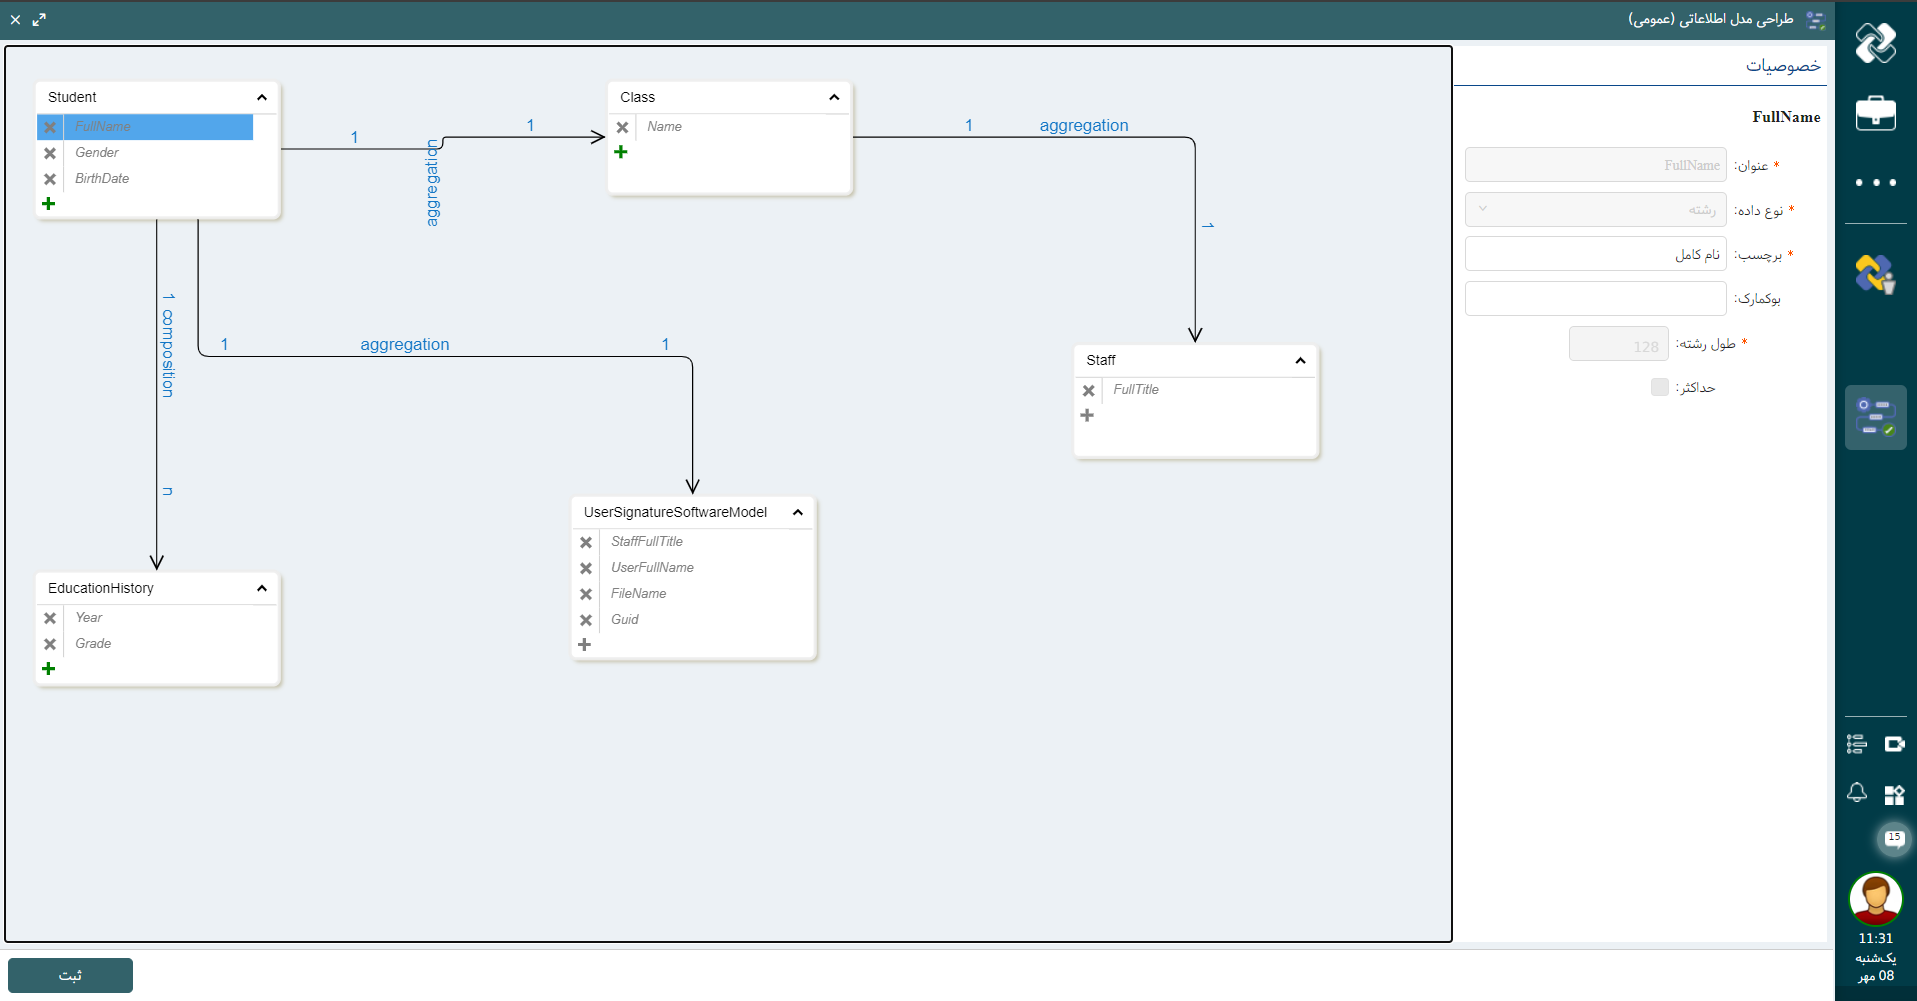 طراحی مدل اطلاعاتی (عمومی)
خصوصیات
FullName
* عنوان: FullName
* نوع داده: رشته
* برچسب: نام کامل
بوکمارک:
* طول رشته: 128
حداکثر:
Student
FullName
Gender
BirthDate
1
aggregation
1
Class
Name
1
aggregation
1
Staff
FullTitle
1
composition
n
1
aggregation
1
UserSignatureSoftwareModel
StaffFullTitle
UserFullName
FileName
Guid
EducationHistory
Year
Grade
ثبت
15
11:31
یک‌شنبه
08 مهر